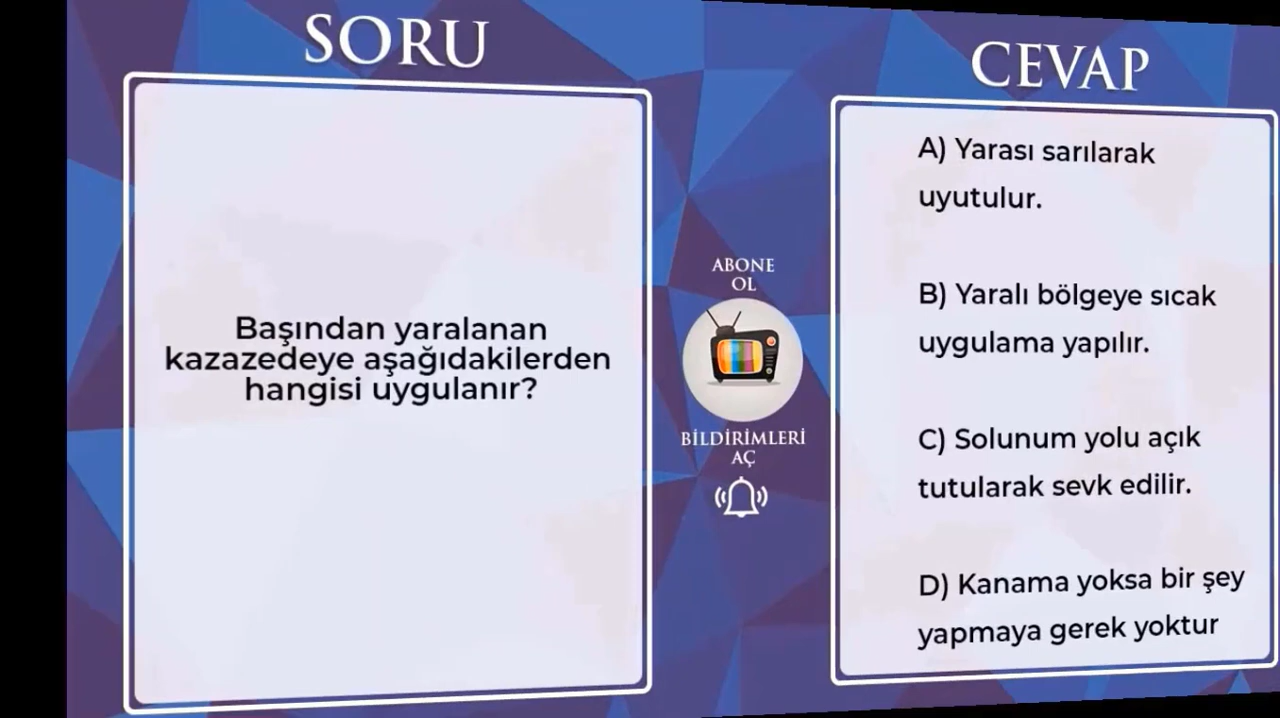 SORU
Başından yaralanan
kazazedeye aşağıdakilerden
hangisi uygulanır?
ABONE
OL
BİLDİRİMLERİ
AÇ
CEVAP
A) Yarası sarılarak
uyutulur.
B) Yaralı bölgeye sıcak
uygulama yapılır.
C) Solunum yolu açık
tutularak sevk edilir.
D) Kanama yoksa bir şey
yapmaya gerek yoktur